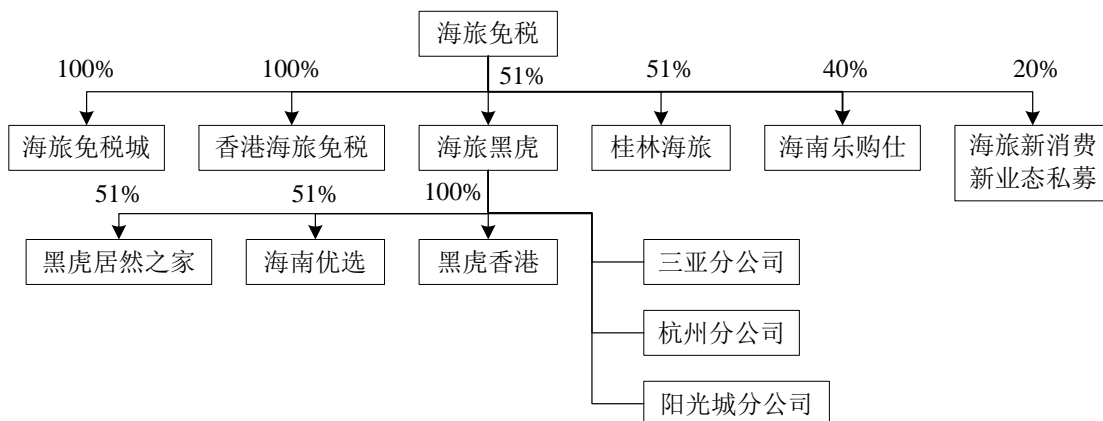 海旅免税
100%
100%
51%
51%
40%
20%
海旅免税城
香港海旅免税
海旅黑虎
桂林海旅
海南乐购仕
海旅新消费
新业态私募
51%
51%
100%
黑虎居然之家
海南优选
黑虎香港
三亚分公司
杭州分公司
阳光城分公司